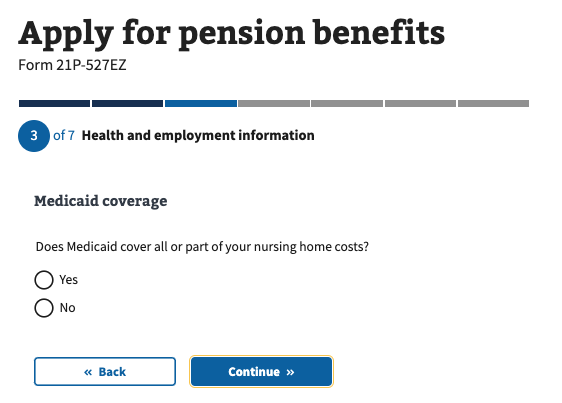 Apply for pension benefits
Form 21P-527EZ
3 of 7 Health and employment information
Medicaid coverage
Does Medicaid cover all or part of your nursing home costs?
Yes
No
« Back
Continue »